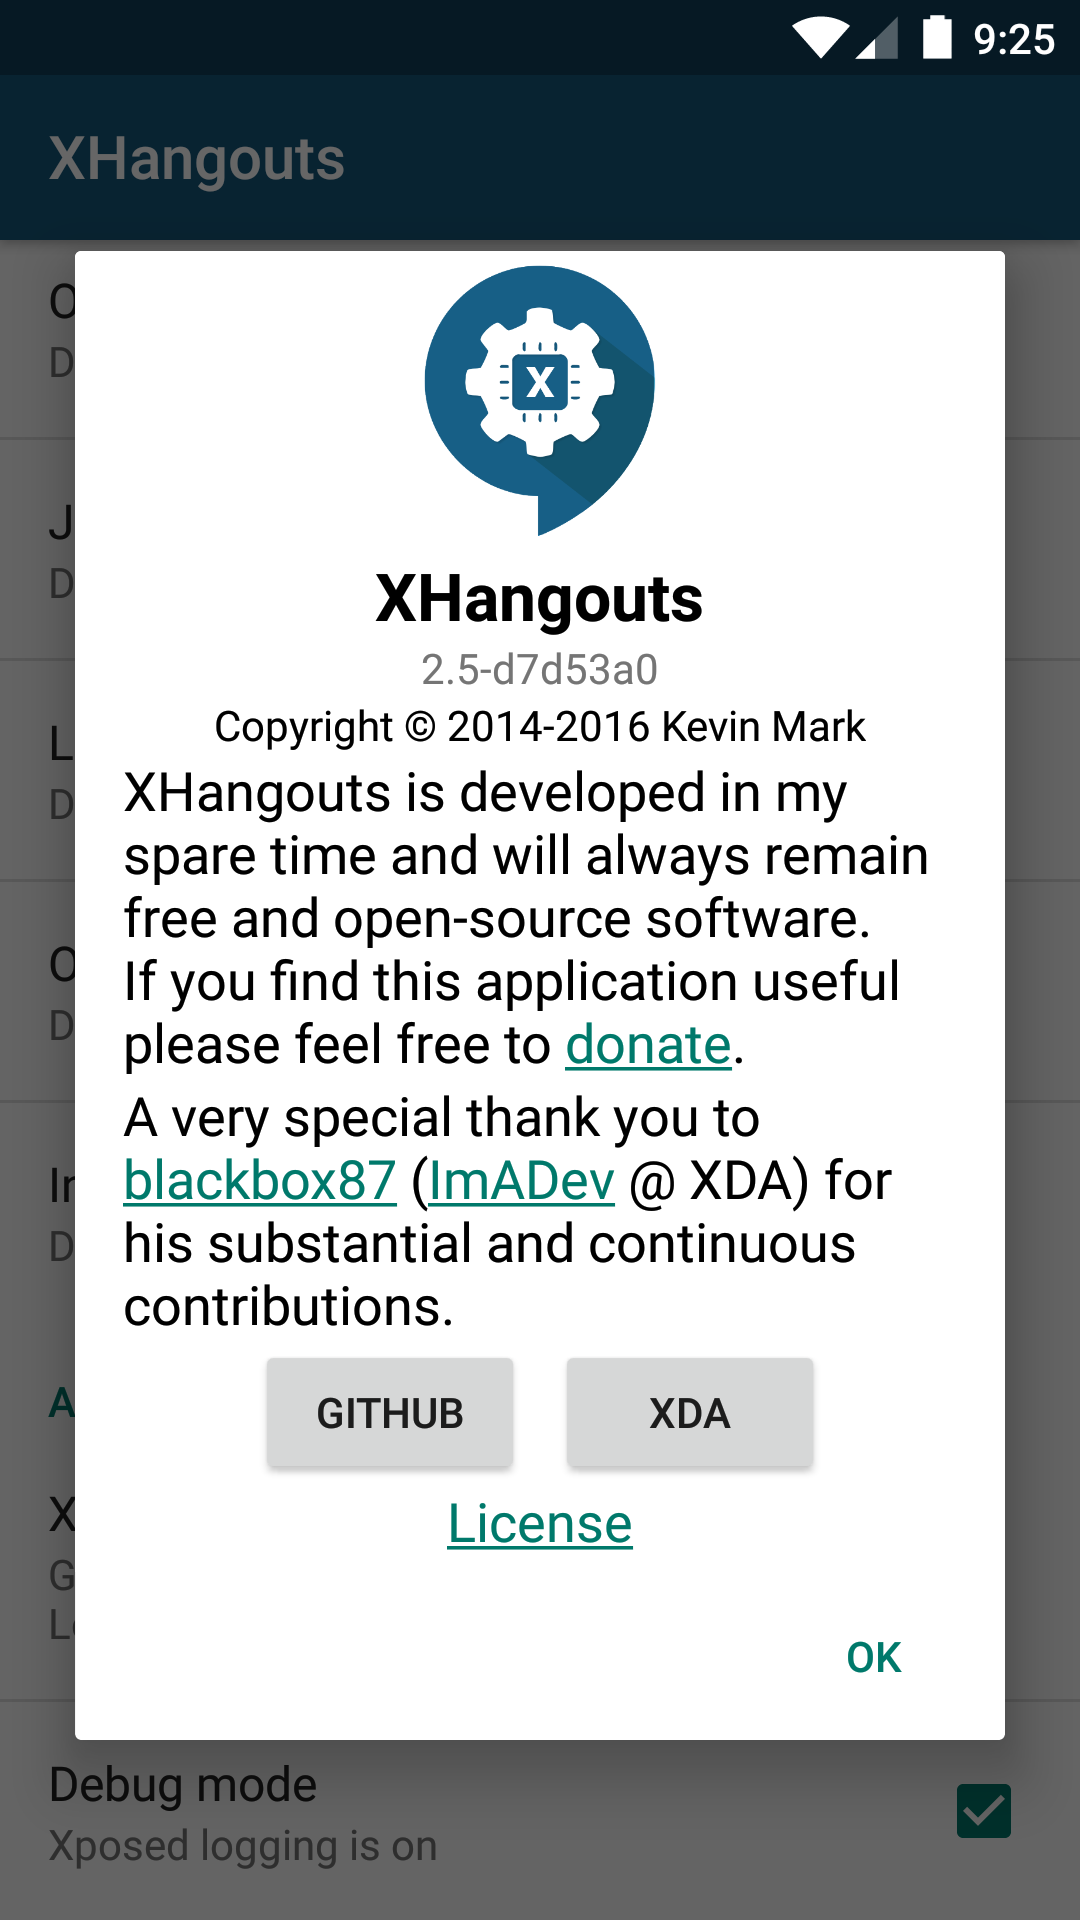 9:25
XHangouts
X
XHangouts
2.5-d7d53a0
Copyright © 2014-2016 Kevin Mark
XHangouts is developed in my
spare time and will always remain
free and open-source software.
If you find this application useful
please feel free to donate.
A very special thank you to
blackbox87 (ImADev @ XDA) for
his substantial and continuous
contributions.
GITHUB
XDA
License
OK
Debug mode
Xposed logging is on